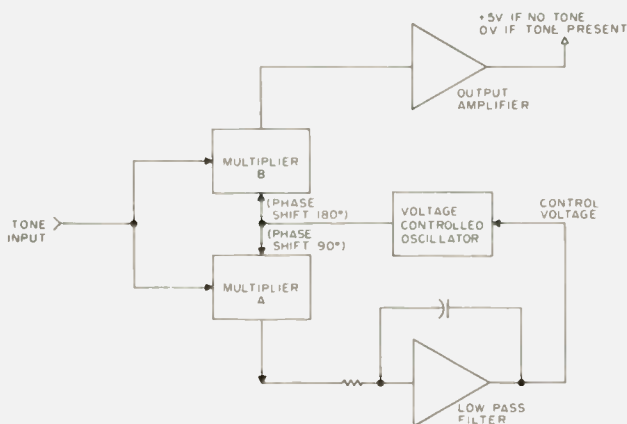 +5V IF NO TONE
0V IF TONE PRESENT
OUTPUT
AMPLIFIER
MULTIPLIER
B
(PHASE
SHIFT 180°)
TONE
INPUT
(PHASE
SHIFT 90°)
VOLTAGE
CONTROLLED
OSCILLATOR
CONTROL
VOLTAGE
MULTIPLIER
A
LOW PASS
FILTER